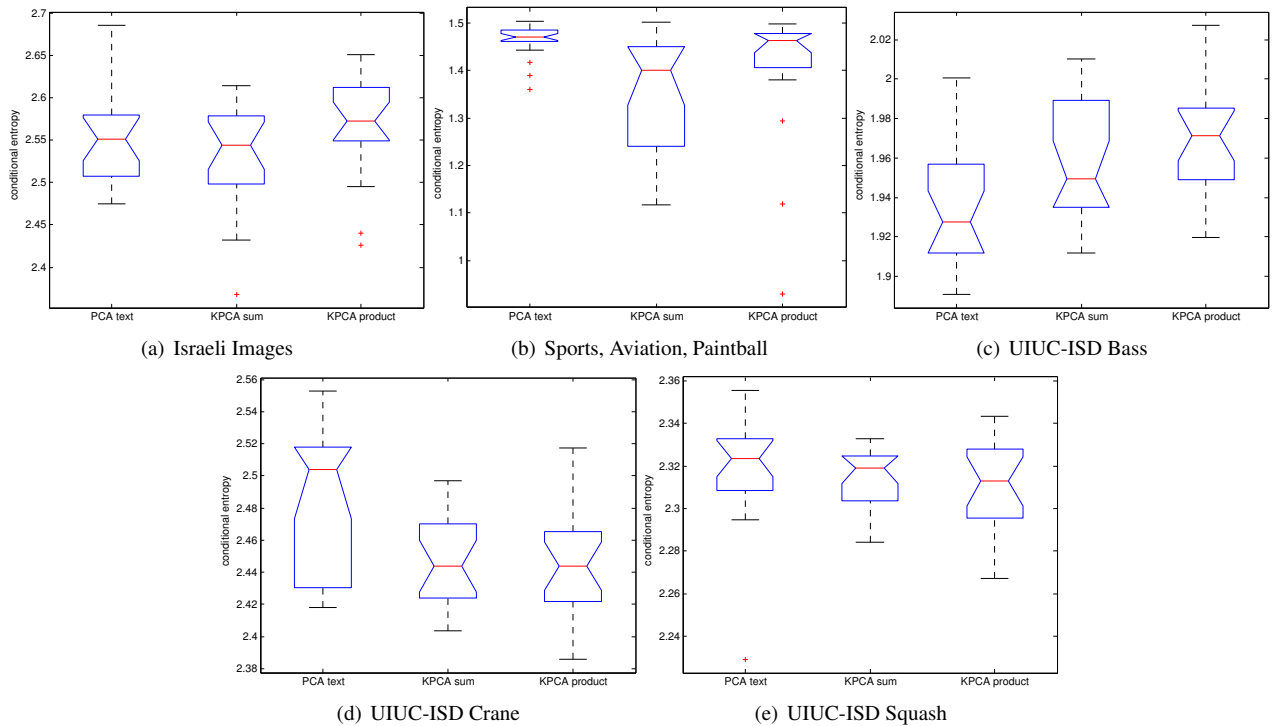 2.7
2.65
2.6
2.55
2.5
2.45
2.4
conditional entropy
PCA text KPCA sum KPCA product
(a) Israeli Images
1.5
1.4
1.3
1.2
1.1
1
conditional entropy
PCA text KPCA sum KPCA product
(b) Sports, Aviation, Paintball
2.02
2
1.98
1.96
1.94
1.92
1.9
conditional entropy
PCA text KPCA sum KPCA product
(c) UIUC-ISD Bass
2.56
2.54
2.52
2.5
2.48
2.46
2.44
2.42
2.4
2.38
conditional entropy
PCA text KPCA sum KPCA product
(d) UIUC-ISD Crane
2.36
2.34
2.32
2.3
2.28
2.26
2.24
conditional entropy
PCA text KPCA sum KPCA product
(e) UIUC-ISD Squash